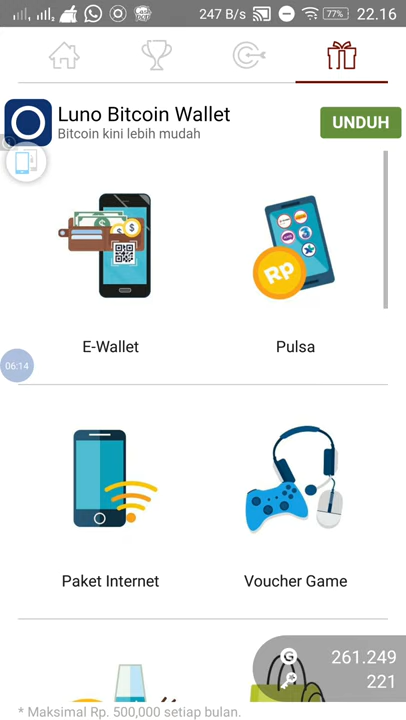 247 B/s 77% 22.16
Luno Bitcoin Wallet
Bitcoin kini lebih mudah
UNDUH
Rp
E-Wallet
Pulsa
06:14
Paket Internet
Voucher Game
G 261.249
221
* Maksimal Rp. 500,000 setiap bulan.